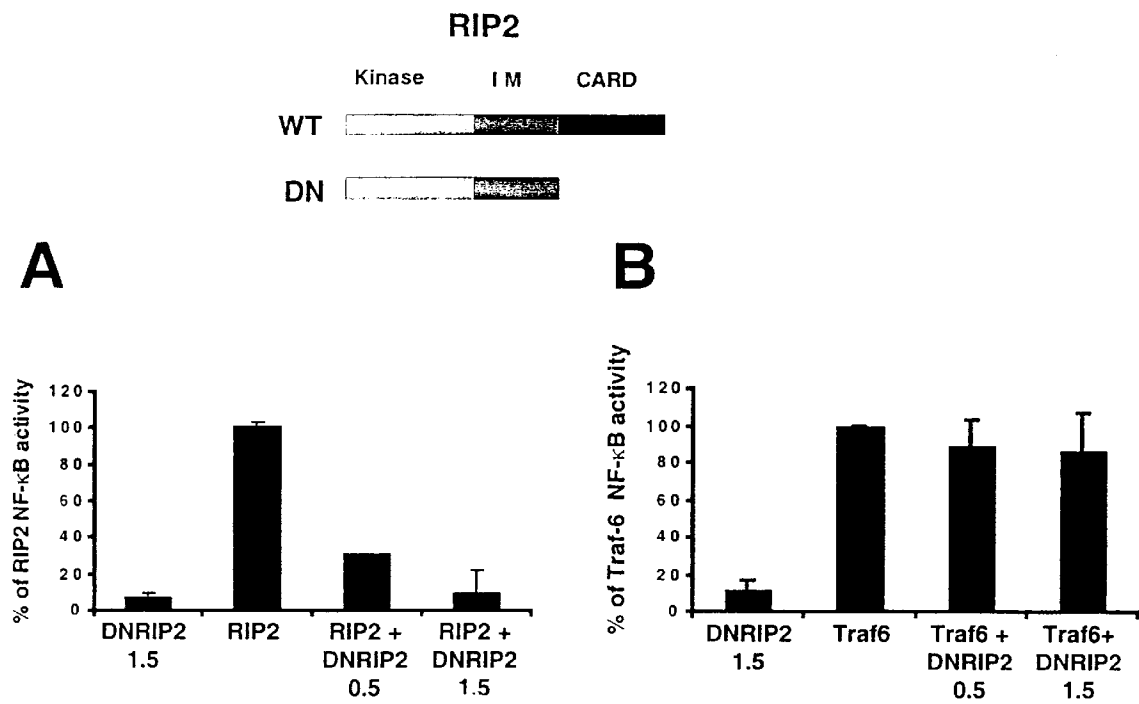 RIP2
Kinase I M CARD
WT
DN
A
B
% of RIP2 NF-κB activity
120
100
80
60
40
20
0
DNRIP2
1.5
RIP2
RIP2 +
DNRIP2
0.5
RIP2 +
DNRIP2
1.5
% of Traf-6 NF-κB activity
120
100
80
60
40
20
0
DNRIP2
1.5
Traf6
Traf6 +
DNRIP2
0.5
Traf6+
DNRIP2
1.5